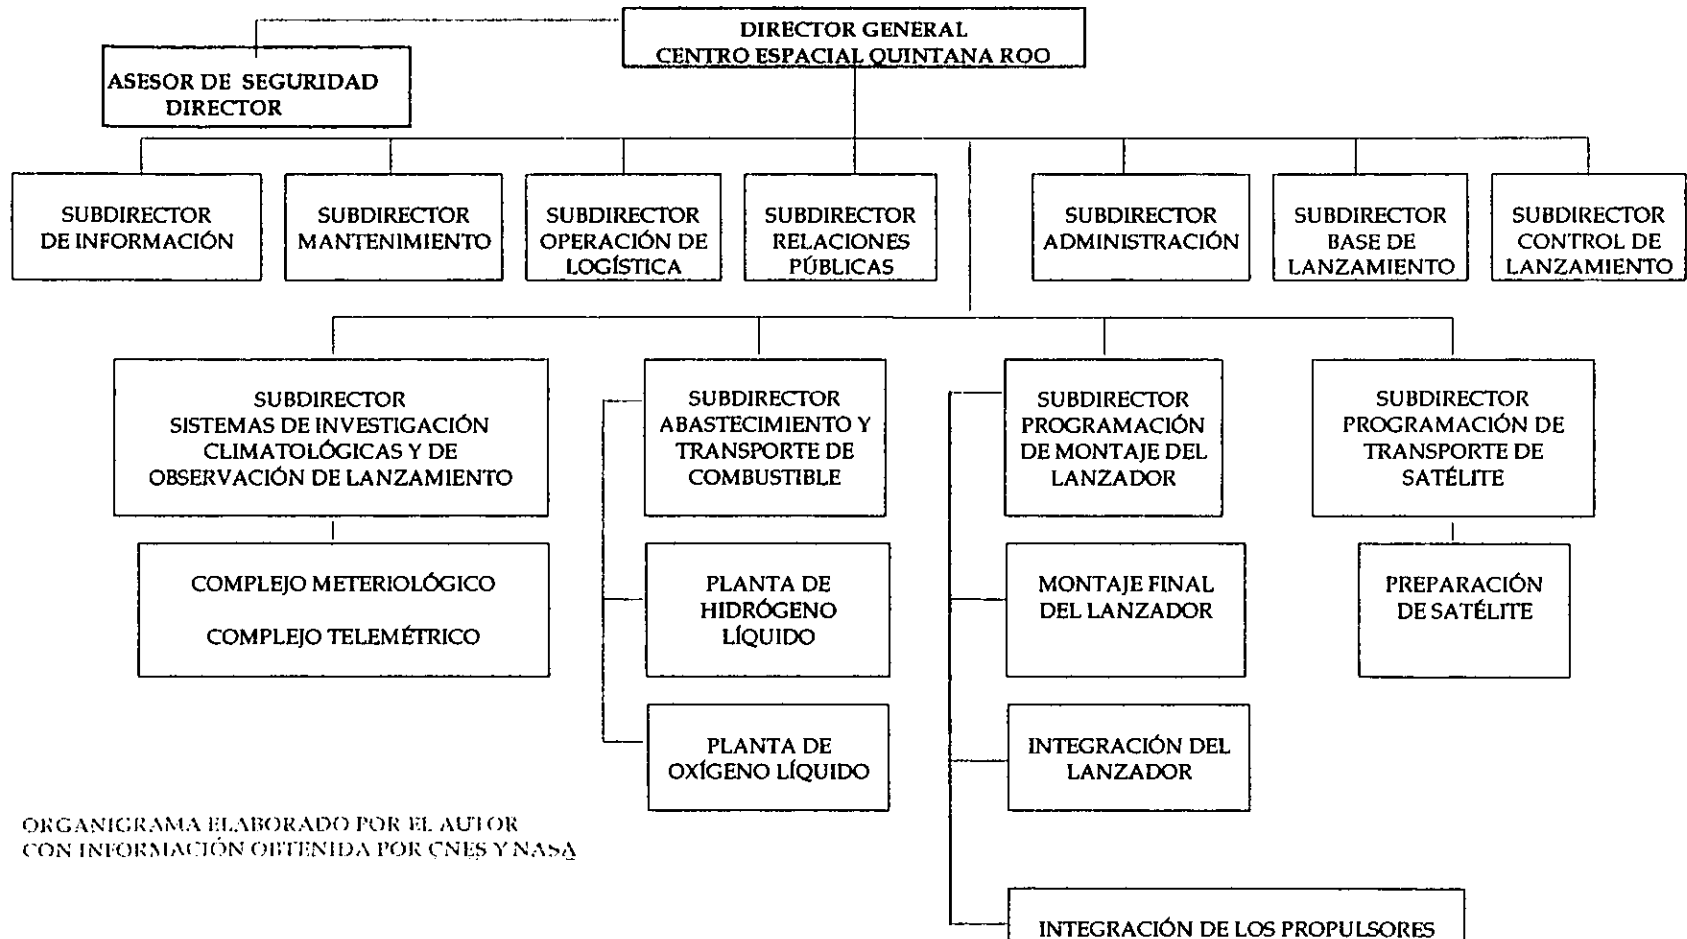 DIRECTOR GENERAL
CENTRO ESPACIAL QUINTANA ROO
ASESOR DE SEGURIDAD
DIRECTOR
SUBDIRECTOR
DE INFORMACIÓN
SUBDIRECTOR
MANTENIMIENTO
SUBDIRECTOR
OPERACIÓN DE
LOGÍSTICA
SUBDIRECTOR
RELACIONES
PÚBLICAS
SUBDIRECTOR
ADMINISTRACIÓN
SUBDIRECTOR
BASE DE
LANZAMIENTO
SUBDIRECTOR
CONTROL DE
LANZAMIENTO
SUBDIRECTOR
SISTEMAS DE INVESTIGACIÓN
CLIMATOLÓGICAS Y DE
OBSERVACIÓN DE LANZAMIENTO
SUBDIRECTOR
ABASTECIMIENTO Y
TRANSPORTE DE
COMBUSTIBLE
SUBDIRECTOR
PROGRAMACIÓN
DE MONTAJE DEL
LANZADOR
SUBDIRECTOR
PROGRAMACIÓN DE
TRANSPORTE DE
SATÉLITE
COMPLEJO METERIOLÓGICO
COMPLEJO TELEMÉTRICO
PLANTA DE
HIDRÓGENO
LÍQUIDO
MONTAJE FINAL
DEL LANZADOR
PREPARACIÓN
DE SATÉLITE
PLANTA DE
OXÍGENO LÍQUIDO
INTEGRACIÓN DEL
LANZADOR
ORGANIGRAMA ELABORADO POR EL AUTOR
CON INFORMACIÓN OBTENIDA POR CNES Y NASA
INTEGRACIÓN DE LOS PROPULSORES